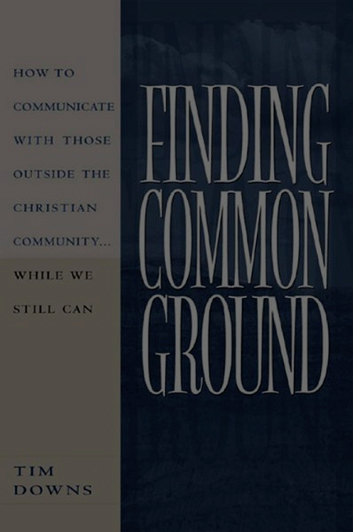 HOW TO
COMMUNICATE
WITH THOSE
OUTSIDE THE
CHRISTIAN
COMMUNITY...
WHILE WE
STILL CAN
FINDING
COMMON
GROUND
TIM
DOWNS